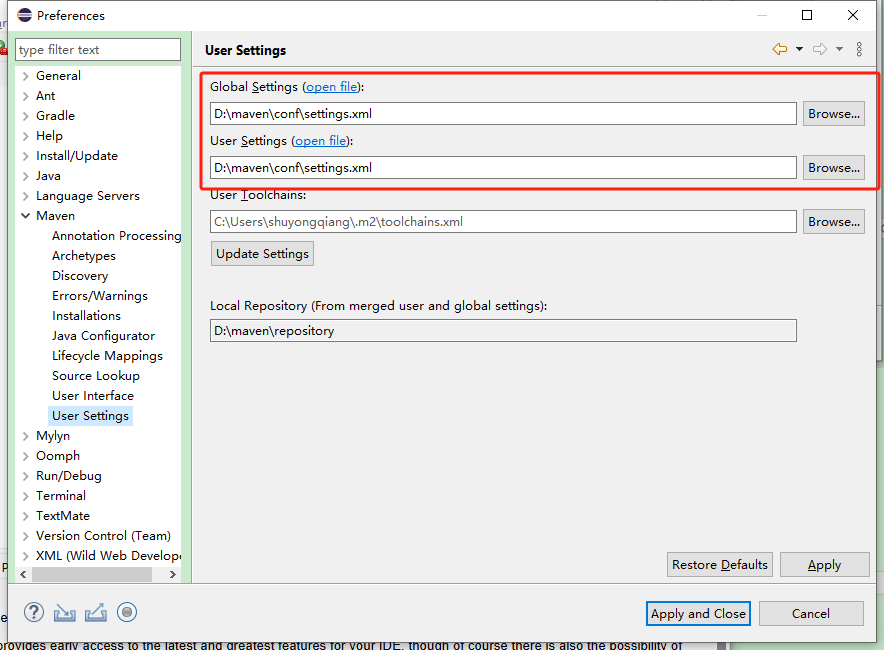 Preferences
type filter text
General
Ant
Gradle
Help
Install/Update
Java
Language Servers
Maven
Annotation Processing
Archetypes
Discovery
Errors/Warnings
Installations
Java Configurator
Lifecycle Mappings
Source Lookup
User Interface
User Settings
Mylyn
Oomph
Run/Debug
Terminal
TextMate
Version Control (Team)
XML (Wild Web Develope
User Settings
Global Settings (open file):
D:\maven\conf\settings.xml
Browse...
User Settings (open file):
D:\maven\conf\settings.xml
Browse...
User Toolchains:
C:\Users\shuyongqiang\.m2\toolchains.xml
Browse...
Update Settings
Local Repository (From merged user and global settings):
D:\maven\repository
Restore Defaults
Apply
Apply and Close
Cancel
provides early access to the latest and greatest features for your IDE, though of course there is also the possibility of